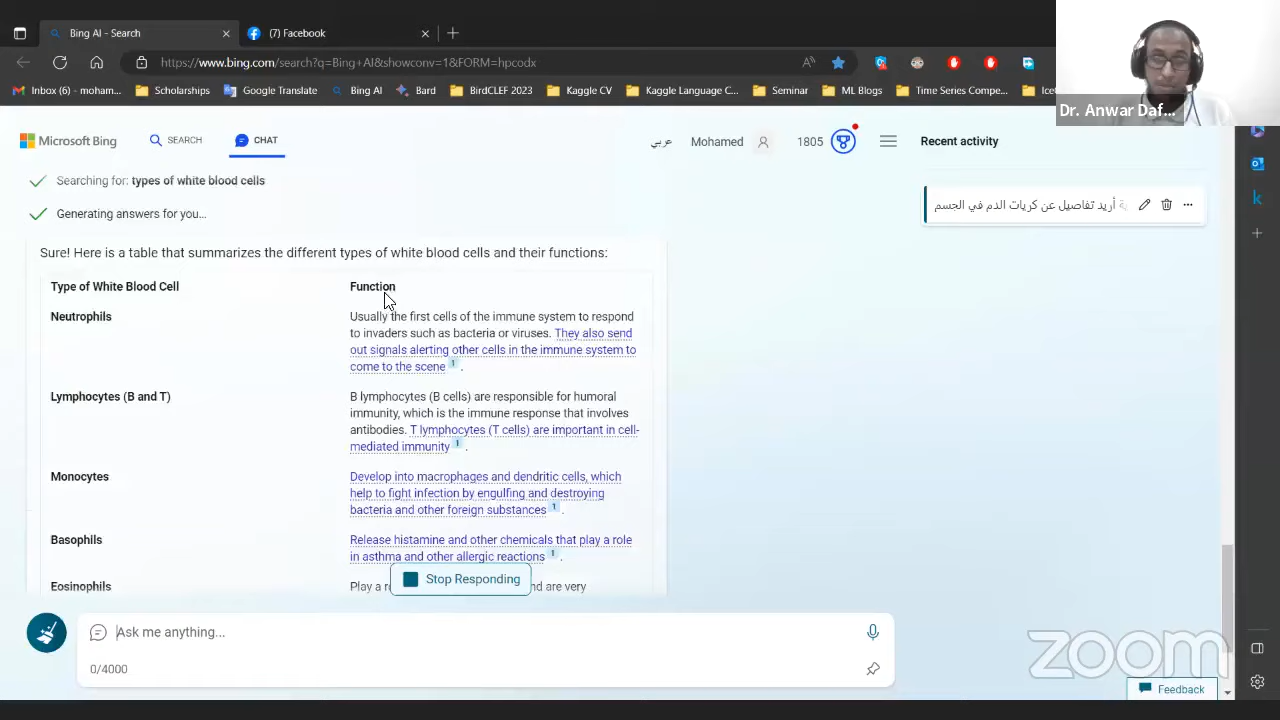 Bing AI - Search
(7) Facebook
https://www.bing.com/search?q=Bing+AI&showconv=1&FORM=hpcodx
Inbox (6) - moham...
Scholarships
Google Translate
Bing AI
Bard
BirdCLEF 2023
Kaggle CV
Kaggle Language C...
Seminar
ML Blogs
Time Series Compe...
Dr. Anwar Daf...
Microsoft Bing
SEARCH
CHAT
عربي
Mohamed
1805
Recent activity
أريد تفاصيل عن كريات الدم في الجسم
Searching for: types of white blood cells
Generating answers for you...
Sure! Here is a table that summarizes the different types of white blood cells and their functions:
Type of White Blood Cell
Function
Neutrophils
Usually the first cells of the immune system to respond
to invaders such as bacteria or viruses. They also send
out signals alerting other cells in the immune system to
come to the scene 1 .
Lymphocytes (B and T)
B lymphocytes (B cells) are responsible for humoral
immunity, which is the immune response that involves
antibodies. T lymphocytes (T cells) are important in cell-
mediated immunity 1 .
Monocytes
Develop into macrophages and dendritic cells, which
help to fight infection by engulfing and destroying
bacteria and other foreign substances 1 .
Basophils
Release histamine and other chemicals that play a role
in asthma and other allergic reactions 1 .
Eosinophils
Play a
nd are very
Stop Responding
Ask me anything...
0/4000
zoom
Feedback